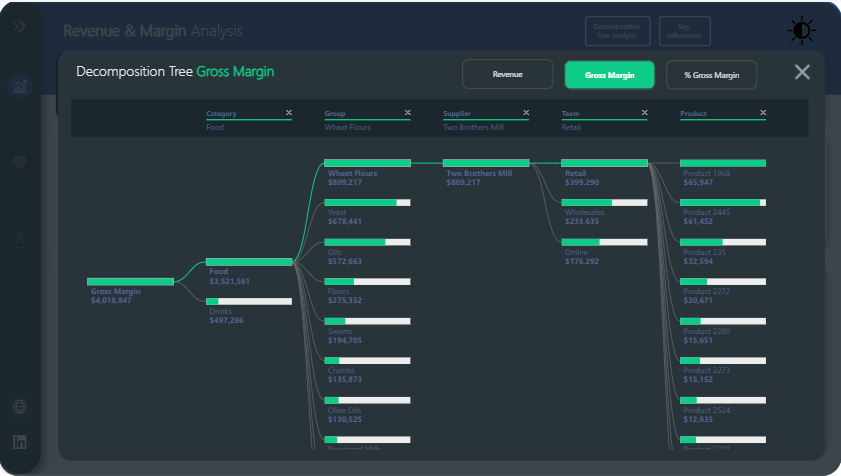 Revenue & Margin Analysis
Decomposition
Tree Analysis
Key
Influencers
Decomposition Tree Gross Margin
Revenue
Gross Margin
% Gross Margin
Category
Food
Group
Wheat Flours
Supplier
Two Brothers Mill
Team
Retail
Product
Gross Margin
$4,018,847
Food
$3,521,561
Drinks
$497,286
Wheat Flours
$809,217
Yeast
$678,441
Oils
$572,663
Flours
$275,352
Sweets
$194,705
Crumbs
$135,873
Olive Oils
$130,525
Powdered Milk
Two Brothers Mill
$809,217
Retail
$399,290
Wholesales
$233,635
Online
$176,292
Product 1968
$65,947
Product 2445
$61,452
Product 235
$32,594
Product 2272
$20,671
Product 2280
$15,651
Product 2273
$15,152
Product 2524
$12,635
Product 2271
in